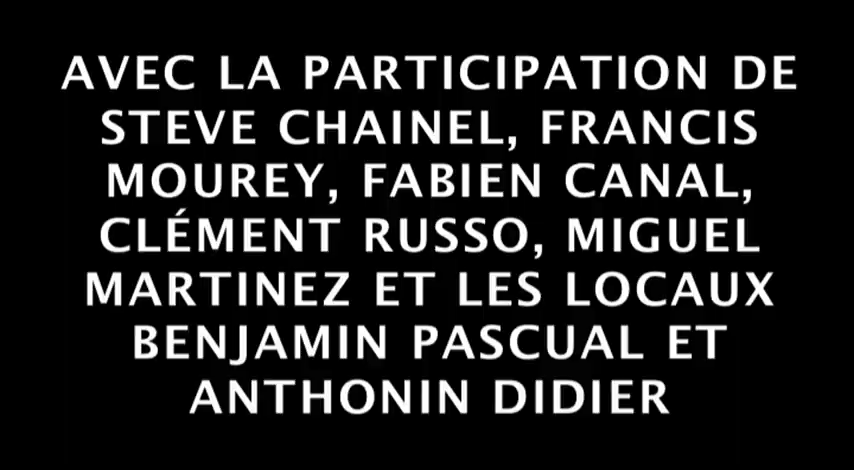 AVEC LA PARTICIPATION DE
STEVE CHAINEL, FRANCIS
MOUREY, FABIEN CANAL,
CLÉMENT RUSSO, MIGUEL
MARTINEZ ET LES LOCAUX
BENJAMIN PASCUAL ET
ANTHONIN DIDIER